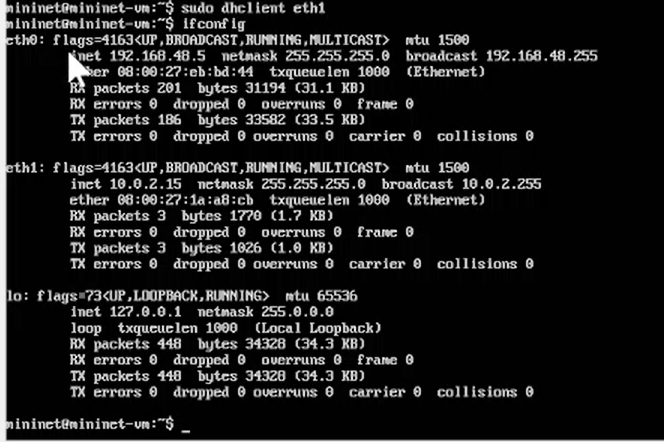 mininet@mininet-vm:~$ sudo dhclient eth1
mininet@mininet-vm:~$ ifconfig
eth0: flags=4163<UP,BROADCAST,RUNNING,MULTICAST>  mtu 1500
inet 192.168.48.5  netmask 255.255.255.0  broadcast 192.168.48.255
ether 08:00:27:eb:bd:44  txqueuelen 1000  (Ethernet)
RX packets 201  bytes 31194 (31.1 KB)
RX errors 0  dropped 0  overruns 0  frame 0
TX packets 186  bytes 33582 (33.5 KB)
TX errors 0  dropped 0 overruns 0  carrier 0  collisions 0
eth1: flags=4163<UP,BROADCAST,RUNNING,MULTICAST>  mtu 1500
inet 10.0.2.15  netmask 255.255.255.0  broadcast 10.0.2.255
ether 08:00:27:1a:a8:cb  txqueuelen 1000  (Ethernet)
RX packets 3  bytes 1770 (1.7 KB)
RX errors 0  dropped 0  overruns 0  frame 0
TX packets 3  bytes 1026 (1.0 KB)
TX errors 0  dropped 0 overruns 0  carrier 0  collisions 0
lo: flags=73<UP,LOOPBACK,RUNNING>  mtu 65536
inet 127.0.0.1  netmask 255.0.0.0
loop  txqueuelen 1000  (Local Loopback)
RX packets 448  bytes 34328 (34.3 KB)
RX errors 0  dropped 0  overruns 0  frame 0
TX packets 448  bytes 34328 (34.3 KB)
TX errors 0  dropped 0 overruns 0  carrier 0  collisions 0
mininet@mininet-vm:~$ _